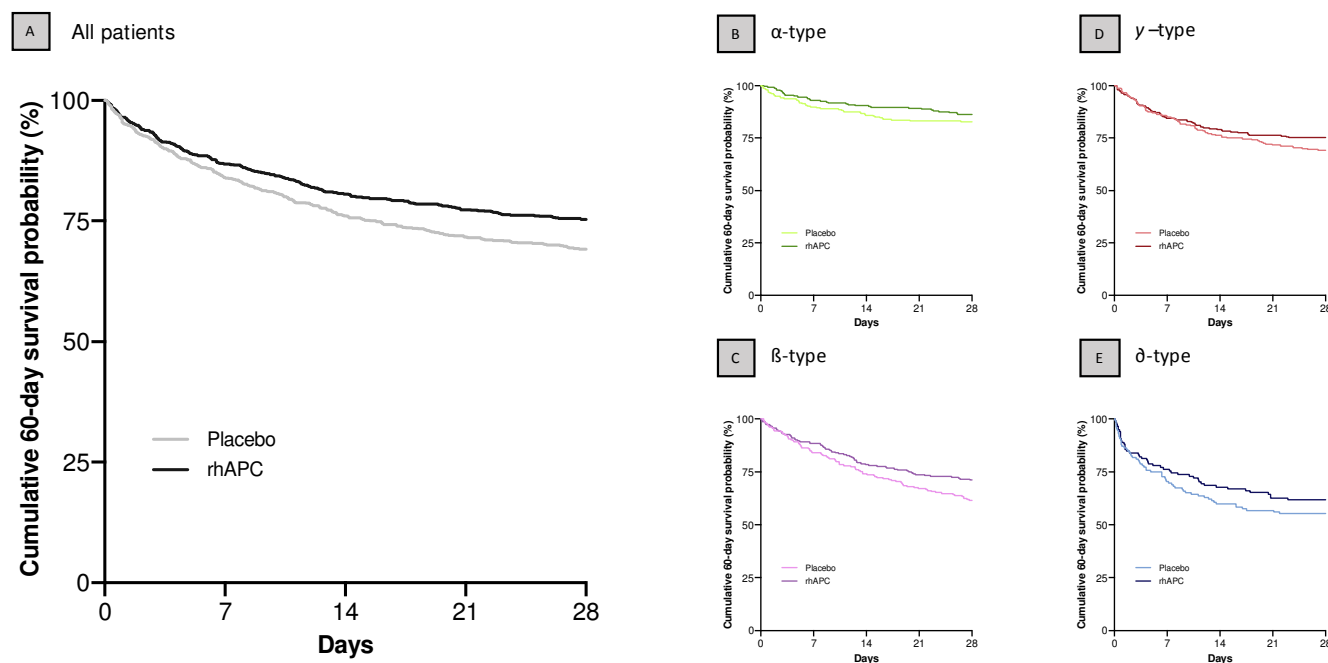 A All patients
Cumulative 60-day survival probability (%)
100
75
50
25
0
Placebo
rhAPC
0 7 14 21 28
Days
B α-type
Cumulative 60-day survival probability (%)
100
75
50
25
0
Placebo
rhAPC
0 7 14 21 28
Days
C ß-type
Cumulative 60-day survival probability (%)
100
75
50
25
0
Placebo
rhAPC
0 7 14 21 28
Days
D y –type
Cumulative 60-day survival probability (%)
100
75
50
25
0
Placebo
rhAPC
0 7 14 21 28
Days
E ∂-type
Cumulative 60-day survival probability (%)
100
75
50
25
0
Placebo
rhAPC
0 7 14 21 28
Days